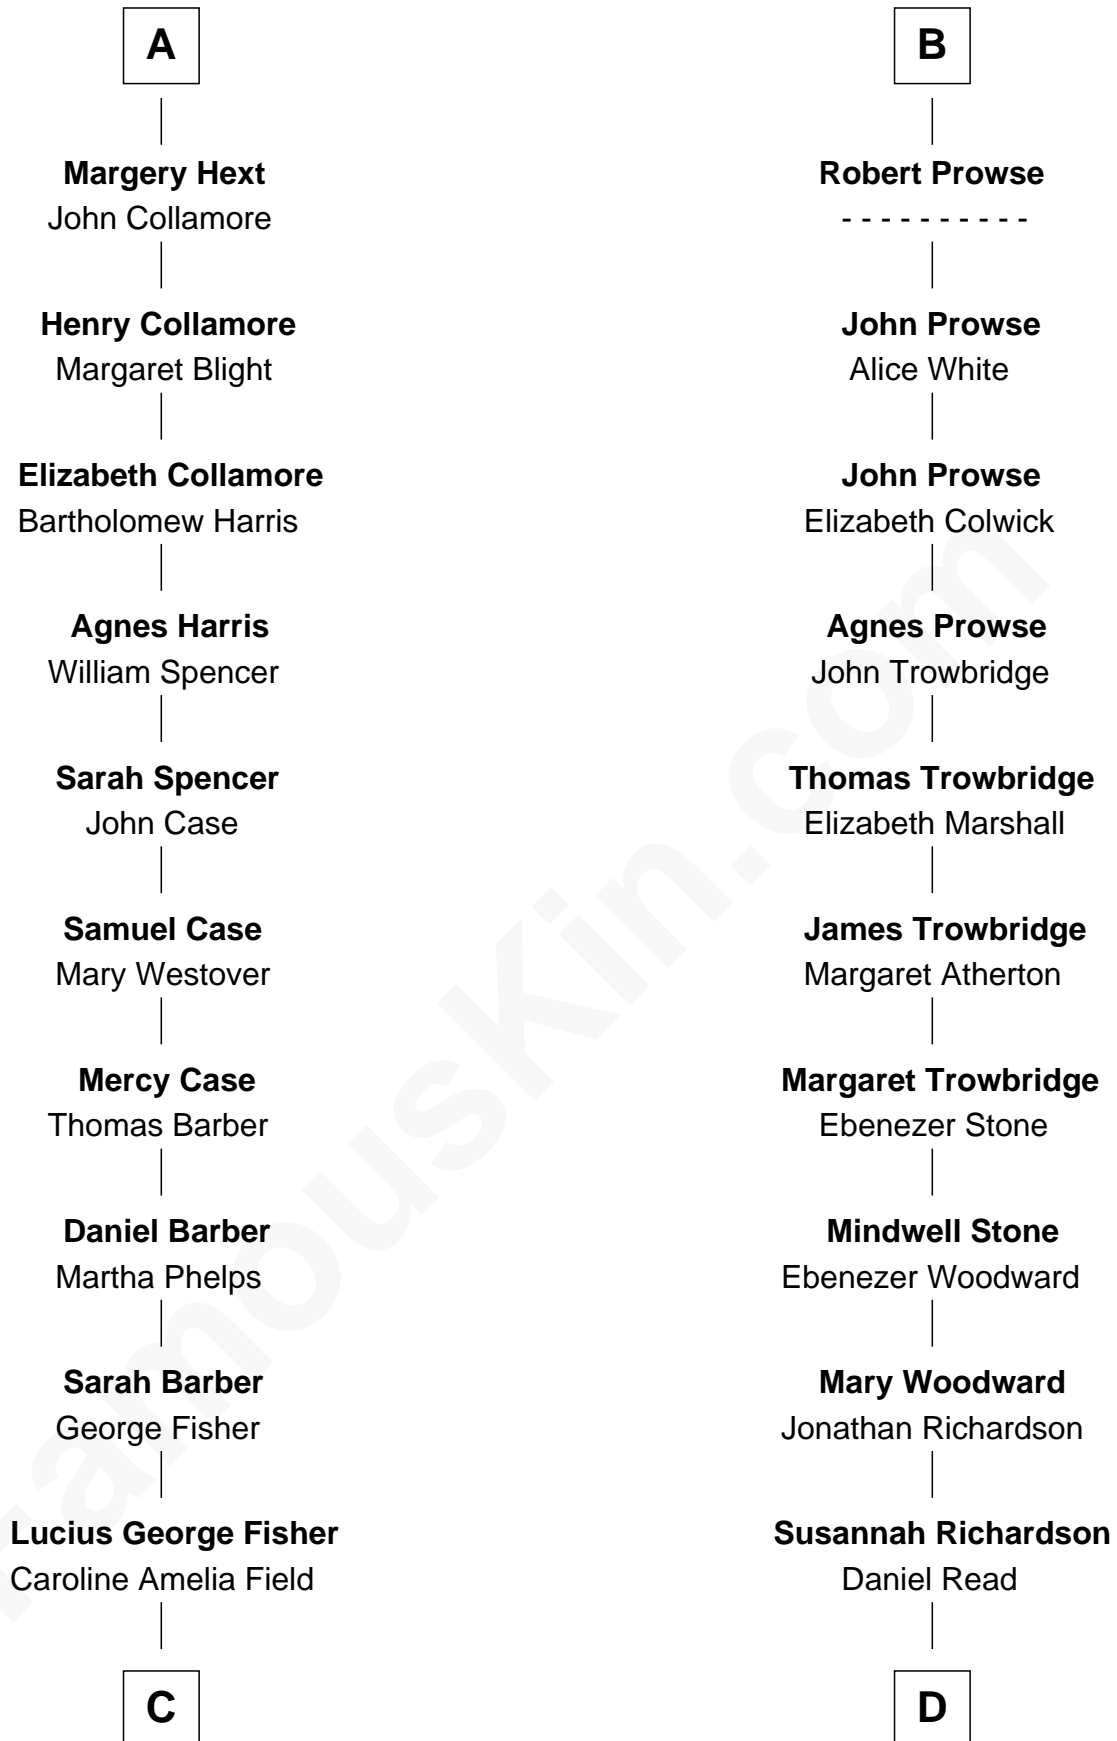 A
Margery Hext
John Collamore
Henry Collamore
Margaret Blight
Elizabeth Collamore
Bartholomew Harris
Agnes Harris
William Spencer
Sarah Spencer
John Case
Samuel Case
Mary Westover
Mercy Case
Thomas Barber
Daniel Barber
Martha Phelps
Sarah Barber
George Fisher
Lucius George Fisher
Caroline Amelia Field
C
B
Robert Prowse
- - - - - - - - - -
John Prowse
Alice White
John Prowse
Elizabeth Colwick
Agnes Prowse
John Trowbridge
Thomas Trowbridge
Elizabeth Marshall
James Trowbridge
Margaret Atherton
Margaret Trowbridge
Ebenezer Stone
Mindwell Stone
Ebenezer Woodward
Mary Woodward
Jonathan Richardson
Susannah Richardson
Daniel Read
D
FamousKin.com